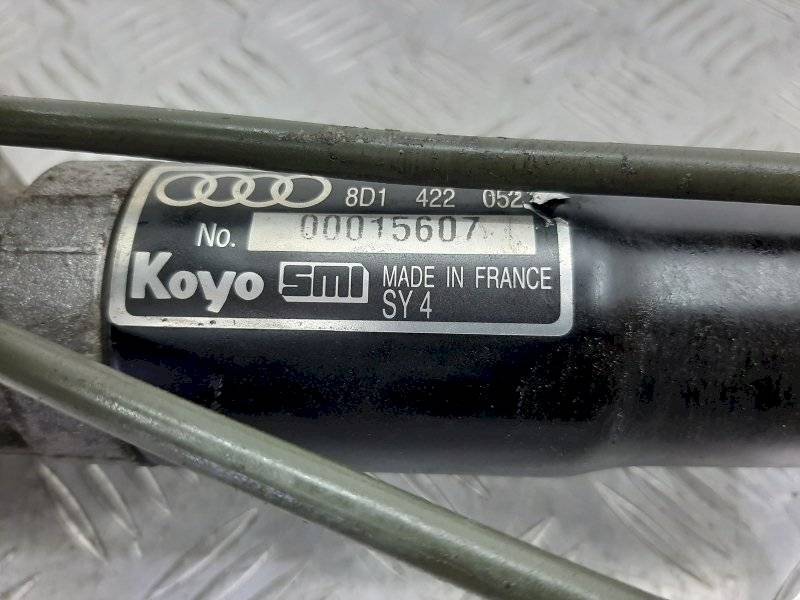 8D1 422 052
No. 00015607
Koyo smi MADE IN FRANCE
SY 4